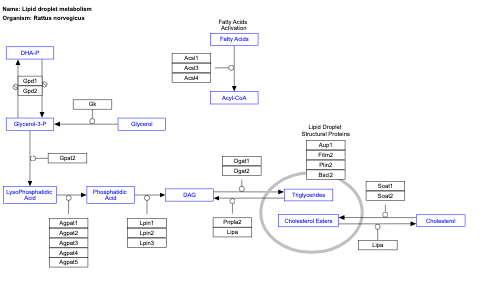 Name: Lipid droplet metabolism
Organism: Rattus norvegicus
Fatty Acids
Activation
Fatty Acids
DHA-P
Acsl1
Acsl3
Acsl4
Gpd1
Gpd2
Acyl-CoA
Gk
Glycerol-3-P
Glycerol
Lipid Droplet
Structural Proteins
Aup1
Fitm2
Plin2
Bscl2
Gpat2
Dgat1
Dgat2
LysoPhosphatidic
Acid
Phosphatidic
Acid
DAG
Triglycerides
Soat1
Soat2
Agpat1
Agpat2
Agpat3
Agpat4
Agpat5
Lpin1
Lpin2
Lpin3
Pnpla2
Lipa
Cholesterol Esters
Cholesterol
Lipa